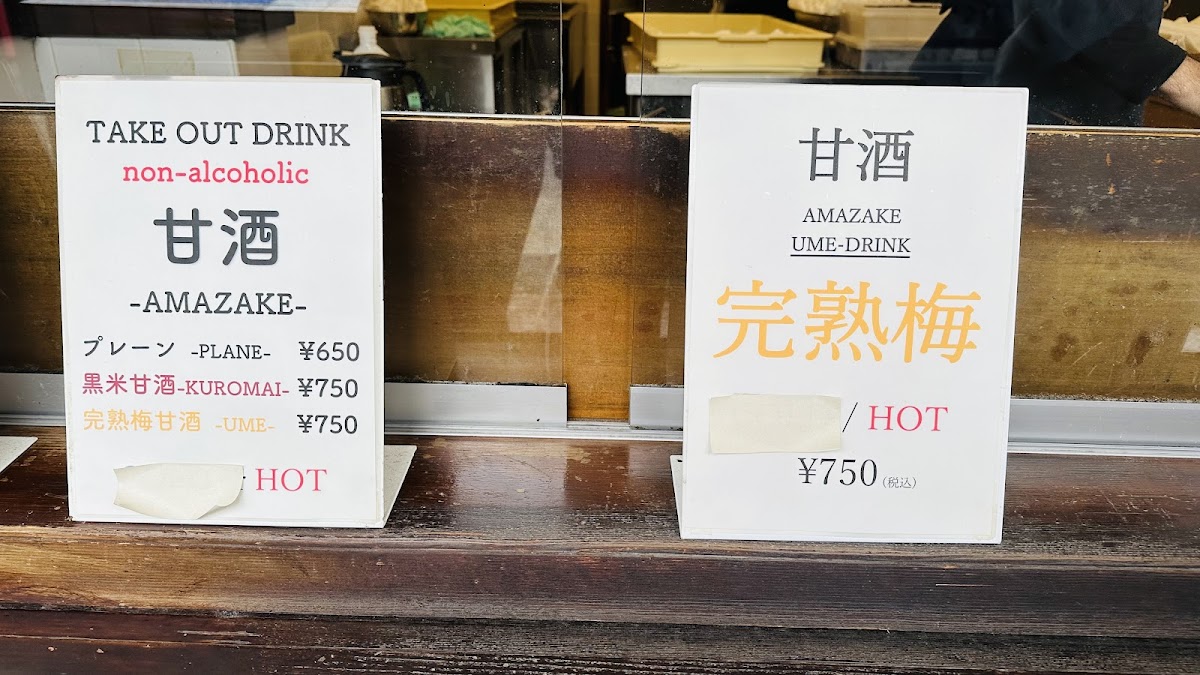 TAKE OUT DRINK
non-alcoholic
甘酒
-AMAZAKE-
プレーン -PLANE- ¥650
黒米甘酒-KUROMAI- ¥750
完熟梅甘酒 -UME- ¥750
HOT
甘酒
AMAZAKE
UME-DRINK
完熟梅
/ HOT
¥750(税込)